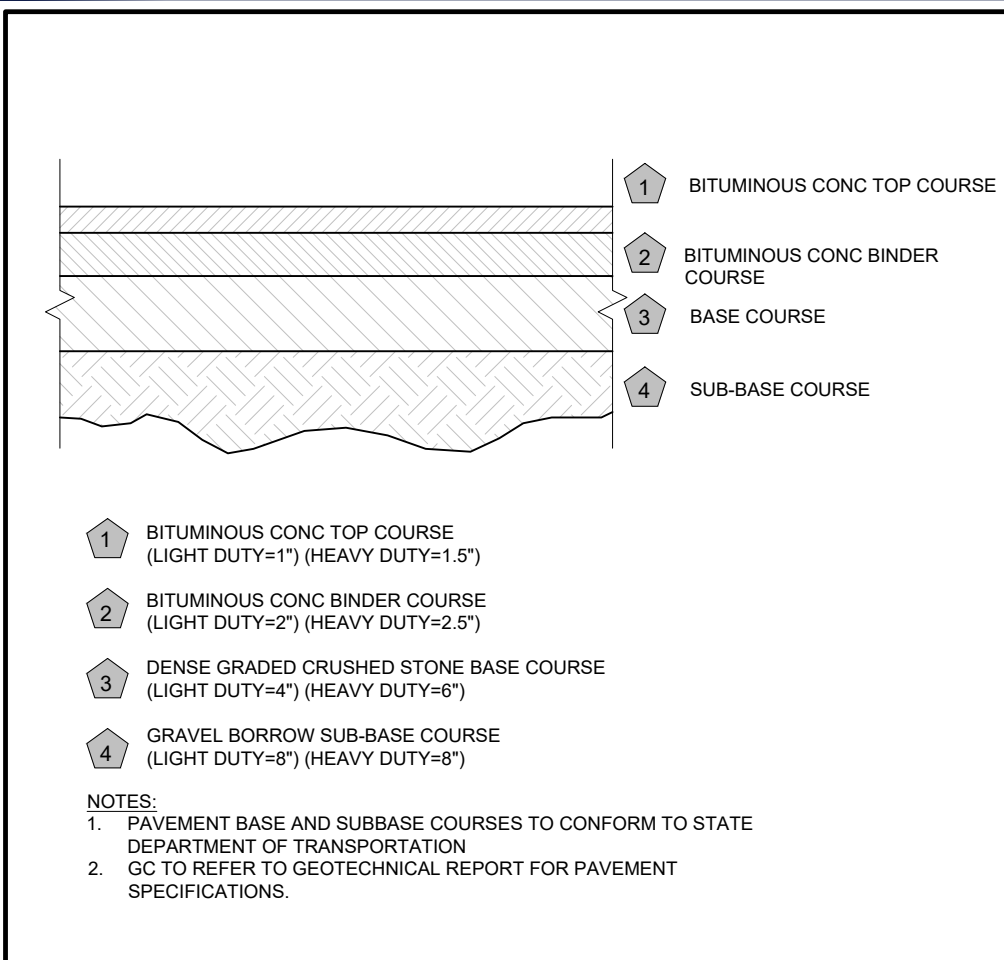 1 BITUMINOUS CONC TOP COURSE
2 BITUMINOUS CONC BINDER
COURSE
3 BASE COURSE
4 SUB-BASE COURSE
1 BITUMINOUS CONC TOP COURSE
(LIGHT DUTY=1") (HEAVY DUTY=1.5")
2 BITUMINOUS CONC BINDER COURSE
(LIGHT DUTY=2") (HEAVY DUTY=2.5")
3 DENSE GRADED CRUSHED STONE BASE COURSE
(LIGHT DUTY=4") (HEAVY DUTY=6")
4 GRAVEL BORROW SUB-BASE COURSE
(LIGHT DUTY=8") (HEAVY DUTY=8")
NOTES:
1. PAVEMENT BASE AND SUBBASE COURSES TO CONFORM TO STATE
DEPARTMENT OF TRANSPORTATION
2. GC TO REFER TO GEOTECHNICAL REPORT FOR PAVEMENT
SPECIFICATIONS.